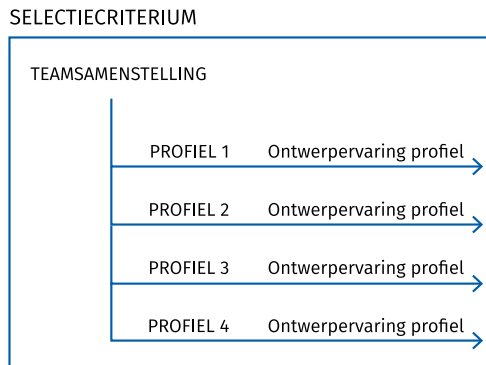 SELECTIECRITERIUM
TEAMSAMENSTELLING
PROFIEL 1 Ontwerpervaring profiel
PROFIEL 2 Ontwerpervaring profiel
PROFIEL 3 Ontwerpervaring profiel
PROFIEL 4 Ontwerpervaring profiel